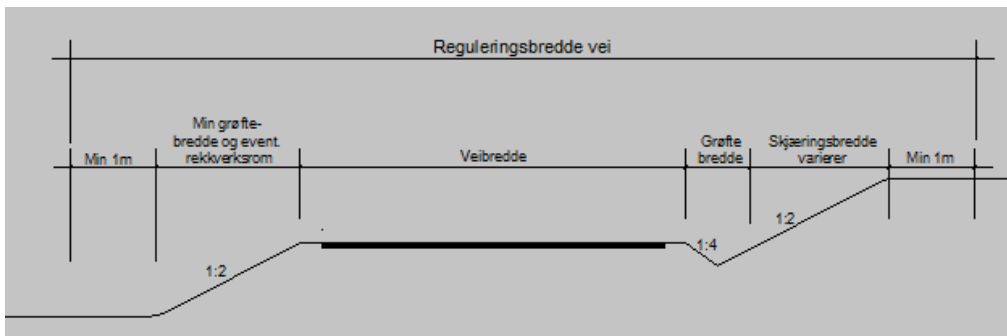 Reguleringsbredde vei
Min 1m
Min grøfte-
bredde og event.
rekkverksrom
Veibredde
Grøfte
bredde
Skjæringsbredde
varierer
Min 1m
1:2
1:4
1:2